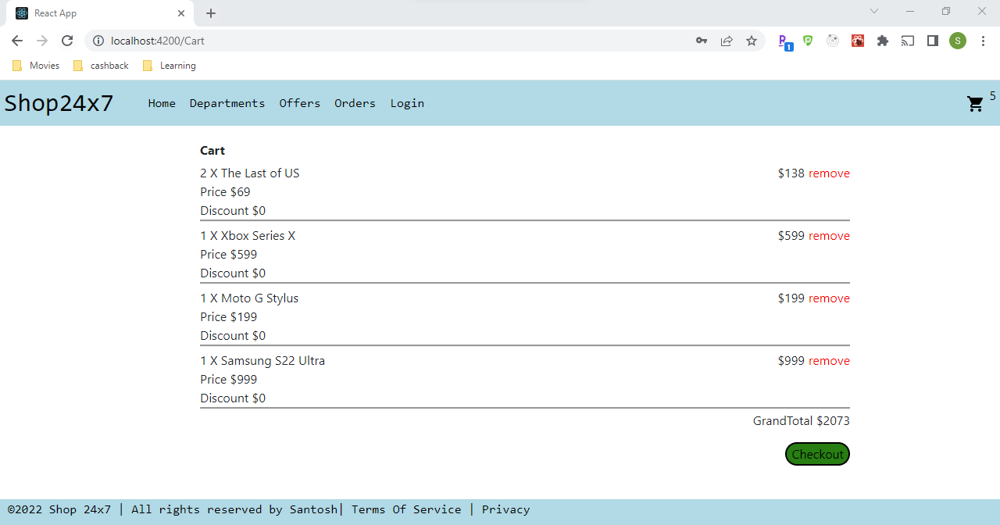 React App
localhost:4200/Cart
1
S
Movies cashback Learning
Shop24x7 Home Departments Offers Orders Login 5
Cart
2 X The Last of US $138 remove
Price $69
Discount $0
1 X Xbox Series X $599 remove
Price $599
Discount $0
1 X Moto G Stylus $199 remove
Price $199
Discount $0
1 X Samsung S22 Ultra $999 remove
Price $999
Discount $0
GrandTotal $2073
Checkout
©2022 Shop 24x7 | All rights reserved by Santosh| Terms Of Service | Privacy